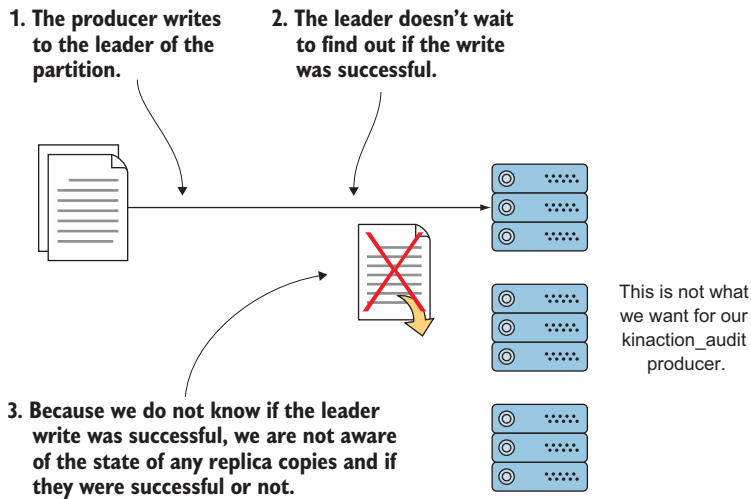 1. The producer writes
to the leader of the
partition.
2. The leader doesn’t wait
to find out if the write
was successful.
This is not what
we want for our
kinaction_audit
producer.
3. Because we do not know if the leader
write was successful, we are not aware
of the state of any replica copies and if
they were successful or not.